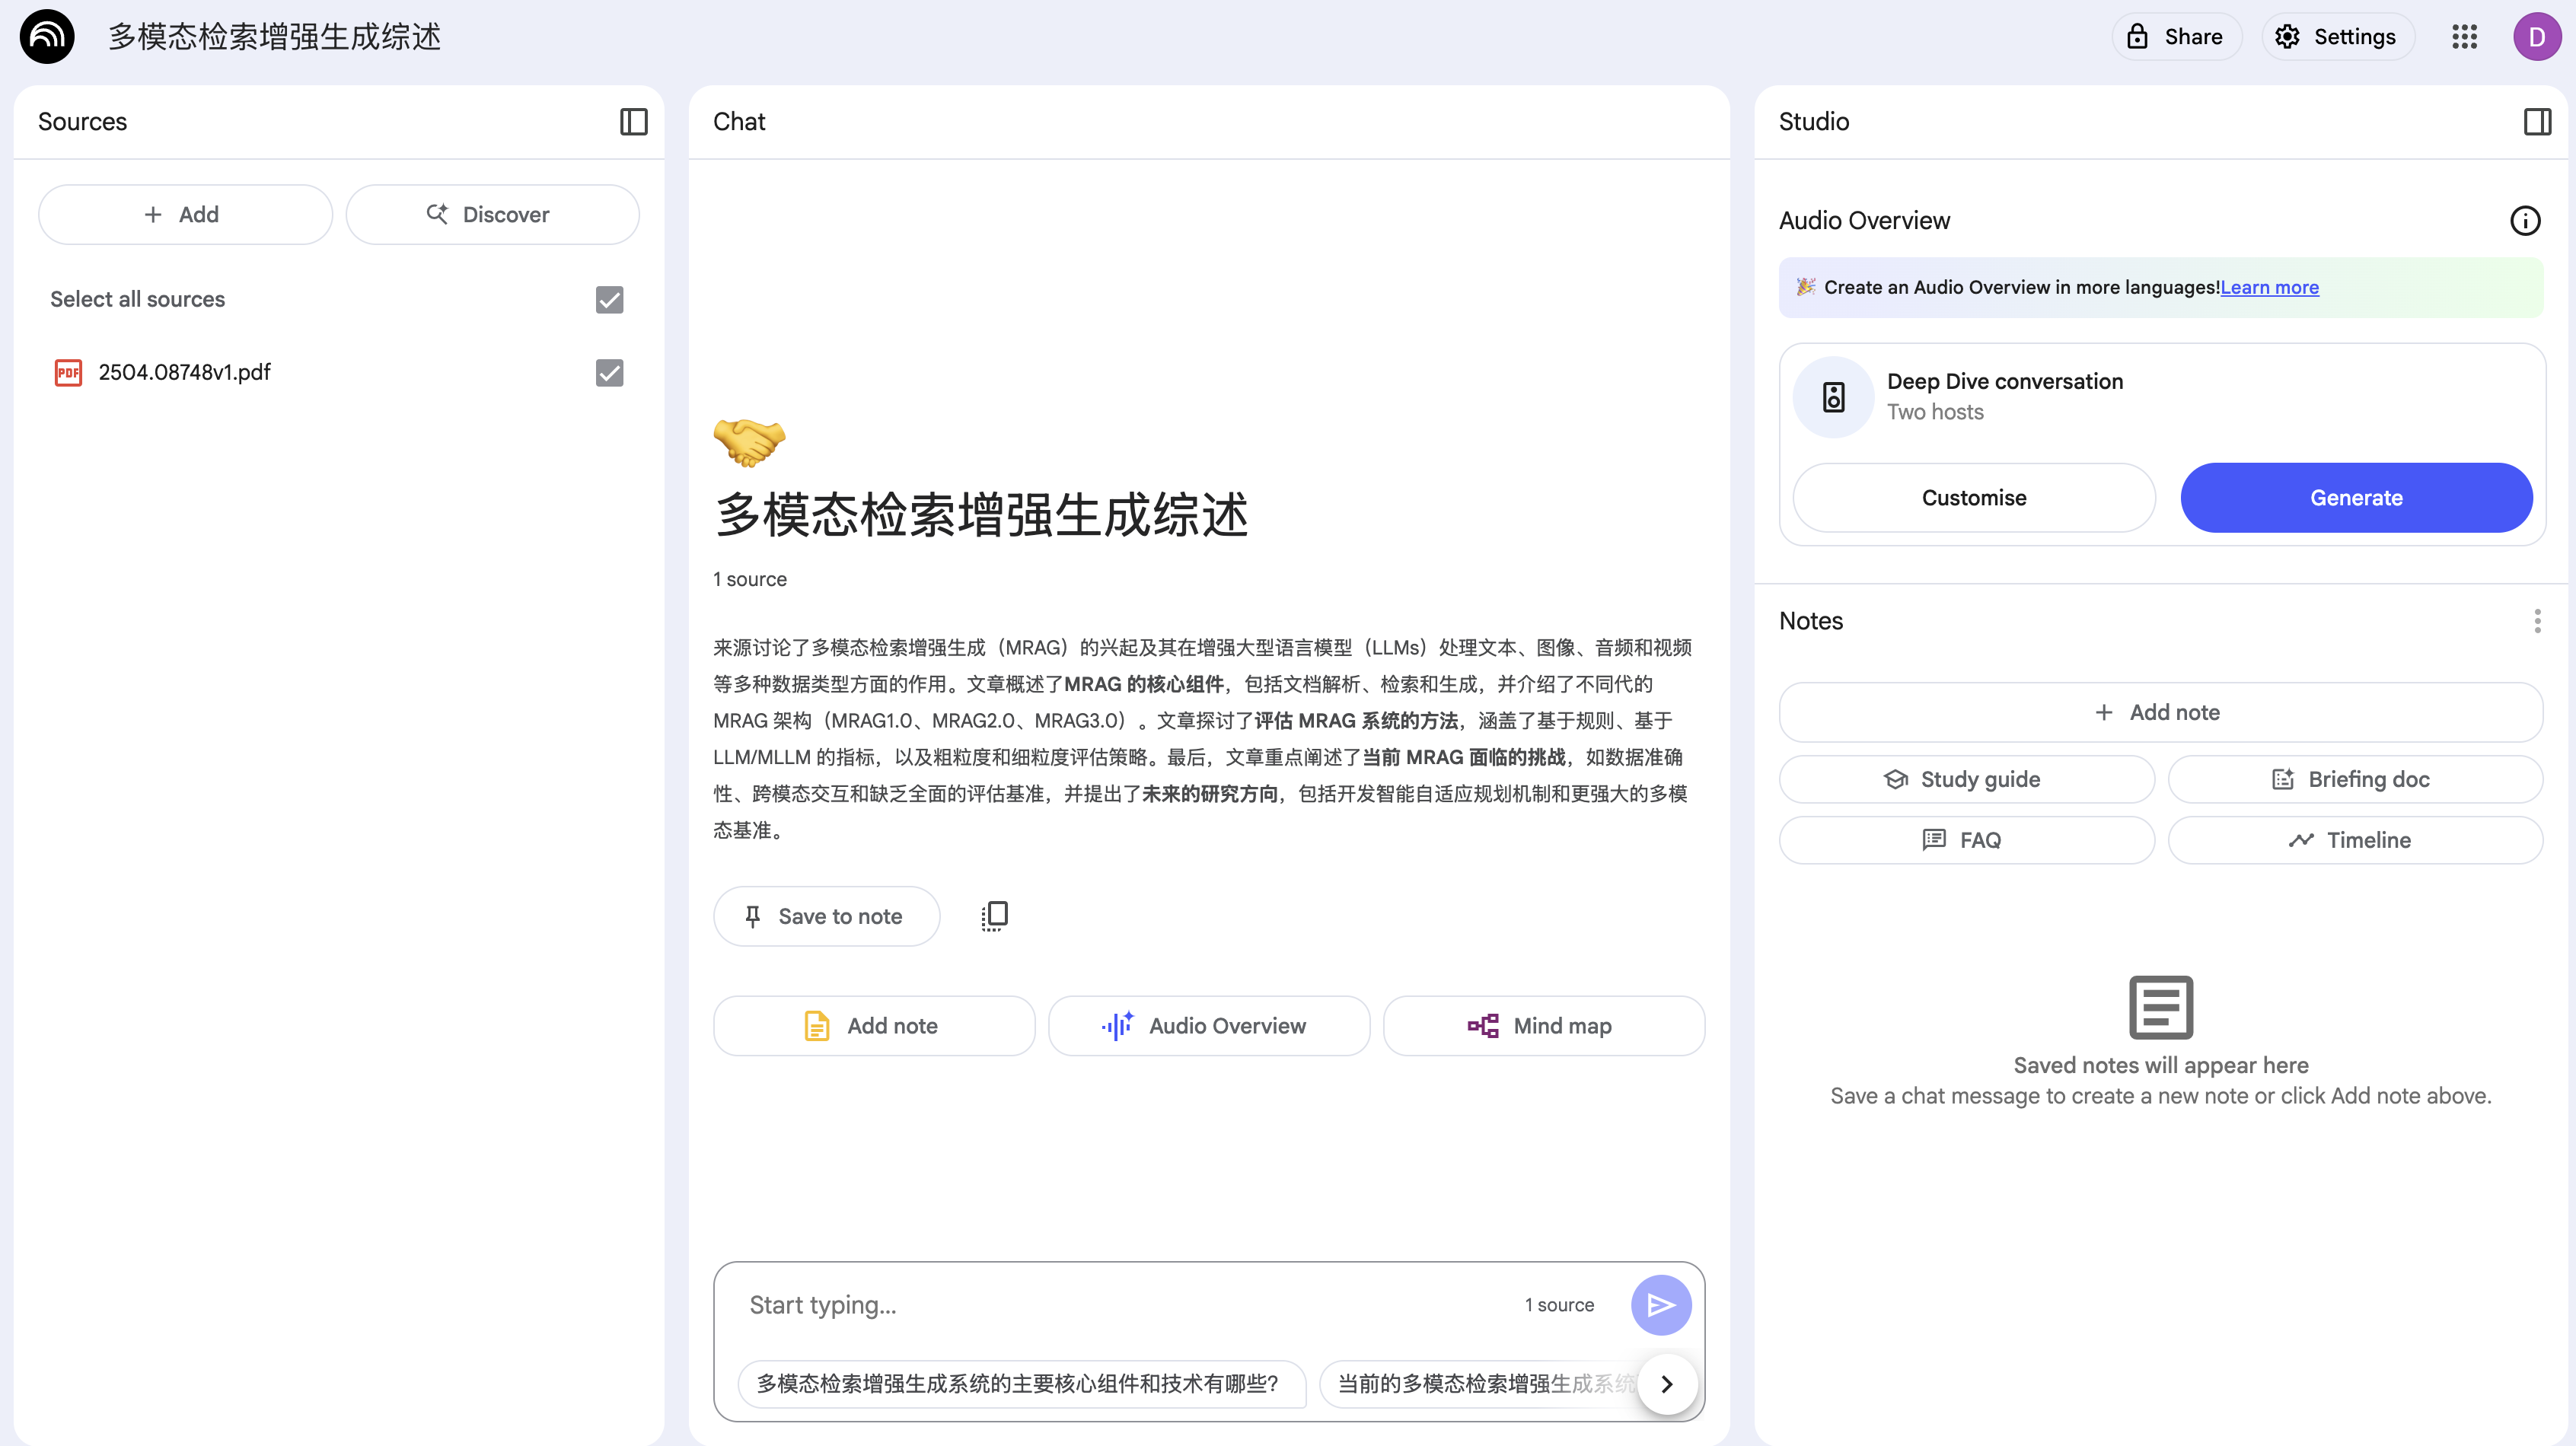 多模态检索增强生成综述
Share
Settings
D
Sources
Add
Discover
Select all sources
PDF
2504.08748v1.pdf
Chat
多模态检索增强生成综述
1 source
来源讨论了多模态检索增强生成（MRAG）的兴起及其在增强大型语言模型（LLMs）处理文本、图像、音频和视频
等多种数据类型方面的作用。文章概述了MRAG 的核心组件，包括文档解析、检索和生成，并介绍了不同代的
MRAG 架构（MRAG1.0、MRAG2.0、MRAG3.0）。文章探讨了评估 MRAG 系统的方法，涵盖了基于规则、基于
LLM/MLLM 的指标，以及粗粒度和细粒度评估策略。最后，文章重点阐述了当前 MRAG 面临的挑战，如数据准确
性、跨模态交互和缺乏全面的评估基准，并提出了未来的研究方向，包括开发智能自适应规划机制和更强大的多模
态基准。
Save to note
Add note
Audio Overview
Mind map
Start typing...
1 source
多模态检索增强生成系统的主要核心组件和技术有哪些？
当前的多模态检索增强生成系统
Studio
Audio Overview
Create an Audio Overview in more languages!Learn more
Deep Dive conversation
Two hosts
Customise
Generate
Notes
Add note
Study guide
Briefing doc
FAQ
Timeline
Saved notes will appear here
Save a chat message to create a new note or click Add note above.